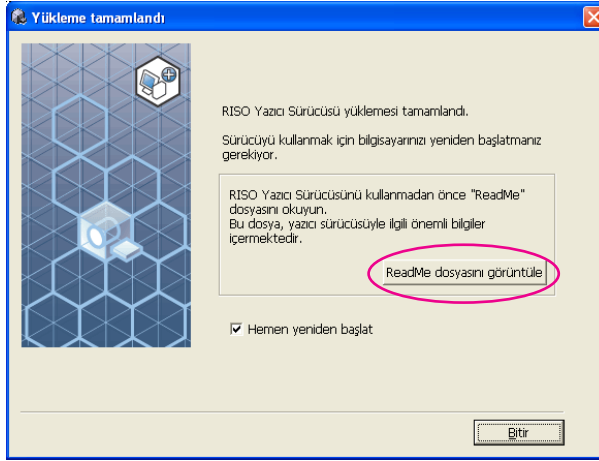 Yükleme tamamlandı
RISO Yazıcı Sürücüsü yüklemesi tamamlandı.
Sürücüyü kullanmak için bilgisayarınızı yeniden başlatmanız
gerekiyor.
RISO Yazıcı Sürücüsünü kullanmadan önce "ReadMe"
dosyasını okuyun.
Bu dosya, yazıcı sürücüsüyle ilgili önemli bilgiler
içermektedir.
ReadMe dosyasını görüntüle
Hemen yeniden başlat
Bitir